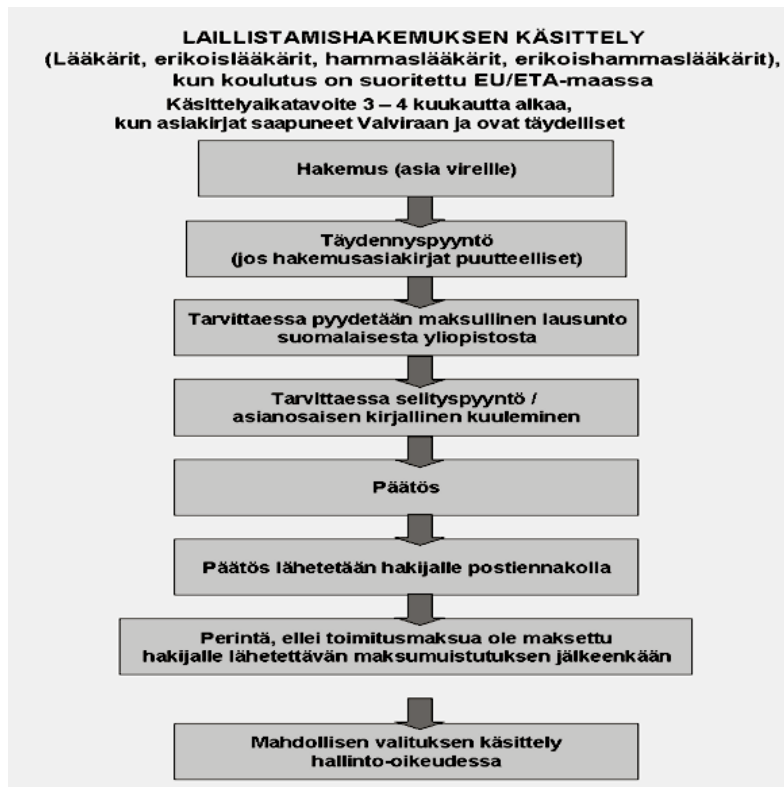 LAILLISTAMISHAKEMUKSEN KÄSITTELY
(Lääkärit, erikoislääkärit, hammaslääkärit, erikoishammaslääkärit),
kun koulutus on suoritettu EU/ETA-maassa
Käsittelyaikatavoite 3 – 4 kuukautta alkaa,
kun asiakirjat saapuneet Valviraan ja ovat täydelliset
Hakemus (asia vireille)
Täydennyspyyntö
(jos hakemusasiakirjat puutteelliset)
Tarvittaessa pyydetään maksullinen lausunto
suomalaisesta yliopistosta
Tarvittaessa selityspyyntö /
asianosaisen kirjallinen kuuleminen
Päätös
Päätös lähetetään hakijalle postiennakolla
Perintä, ellei toimitusmaksua ole maksettu
hakijalle lähetettävän maksumuistutuksen jälkeenkään
Mahdollisen valituksen käsittely
hallinto-oikeudessa